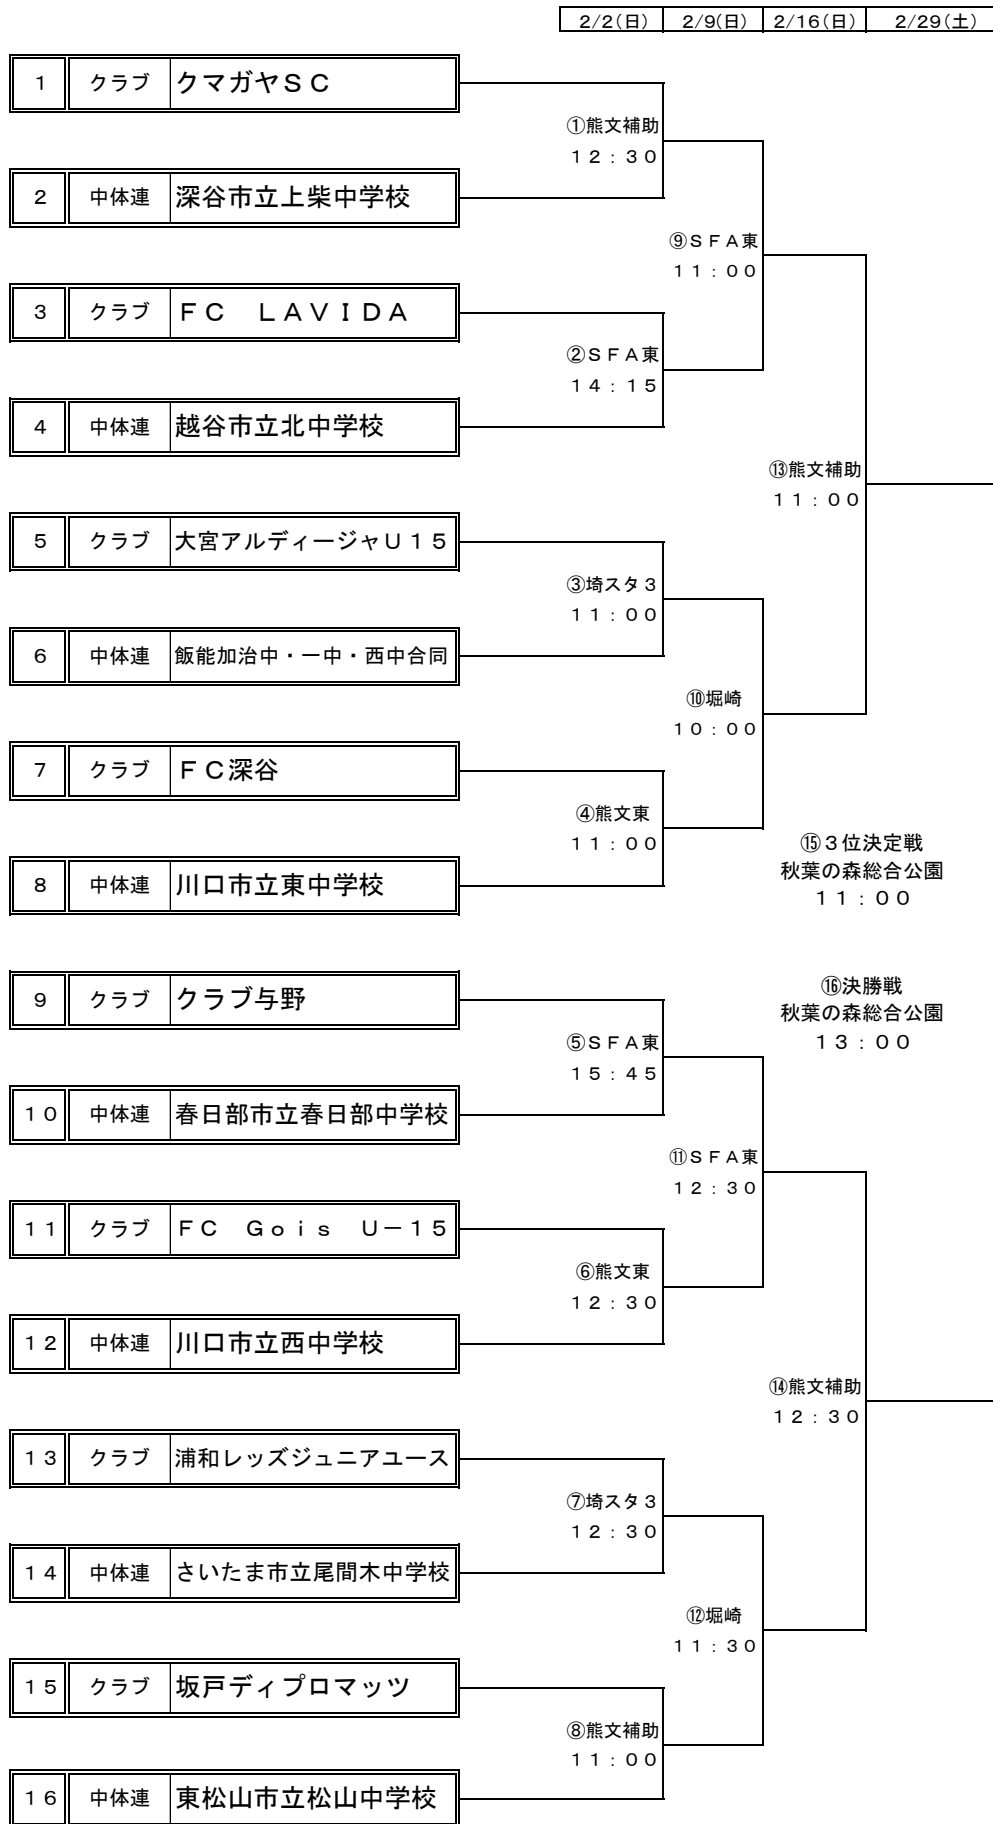 2/2(日) 2/9(日) 2/16(日) 2/29(土)
1 クラブ クマガヤSC
①熊文補助
12:30
2 中体連 深谷市立上柴中学校
⑨SFA東
11:00
3 クラブ FC LAVIDA
②SFA東
14:15
4 中体連 越谷市立北中学校
⑬熊文補助
11:00
5 クラブ 大宮アルディージャU15
③埼スタ3
11:00
6 中体連 飯能加治中・一中・西中合同
⑩堀崎
10:00
7 クラブ FC深谷
④熊文東
11:00
8 中体連 川口市立東中学校
⑮3位決定戦
秋葉の森総合公園
11:00
9 クラブ クラブ与野
⑯決勝戦
秋葉の森総合公園
13:00
⑤SFA東
15:45
10 中体連 春日部市立春日部中学校
⑪SFA東
12:30
11 クラブ FC Gois U-15
⑥熊文東
12:30
12 中体連 川口市立西中学校
⑭熊文補助
12:30
13 クラブ 浦和レッズジュニアユース
⑦埼スタ3
12:30
14 中体連 さいたま市立尾間木中学校
⑫堀崎
11:30
15 クラブ 坂戸ディプロマッツ
⑧熊文補助
11:00
16 中体連 東松山市立松山中学校